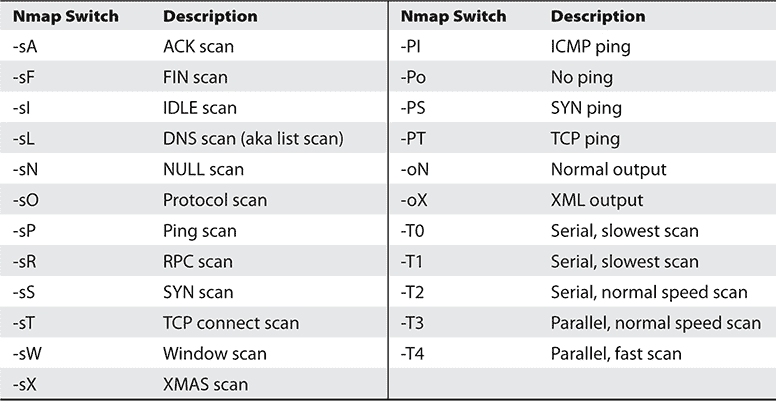 Nmap Switch Description Nmap Switch Description
-sA ACK scan -PI ICMP ping
-sF FIN scan -Po No ping
-sI IDLE scan -PS SYN ping
-sL DNS scan (aka list scan) -PT TCP ping
-sN NULL scan -oN Normal output
-sO Protocol scan -oX XML output
-sP Ping scan -T0 Serial, slowest scan
-sR RPC scan -T1 Serial, slowest scan
-sS SYN scan -T2 Serial, normal speed scan
-sT TCP connect scan -T3 Parallel, normal speed scan
-sW Window scan -T4 Parallel, fast scan
-sX XMAS scan